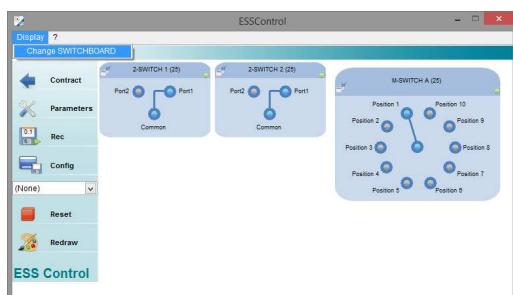 ESSControl
Display ?
Change SWITCHBOARD
Contract
Parameters
0.1
Rec
Config
(None)
Reset
Redraw
ESS Control
2-SWITCH 1 (25)
Port2 Port1
Common
2-SWITCH 2 (25)
Port2 Port1
Common
M-SWITCH A (25)
Position 1 Position 10
Position 2 Position 9
Position 3 Position 8
Position 4 Position 7
Position 5 Position 6